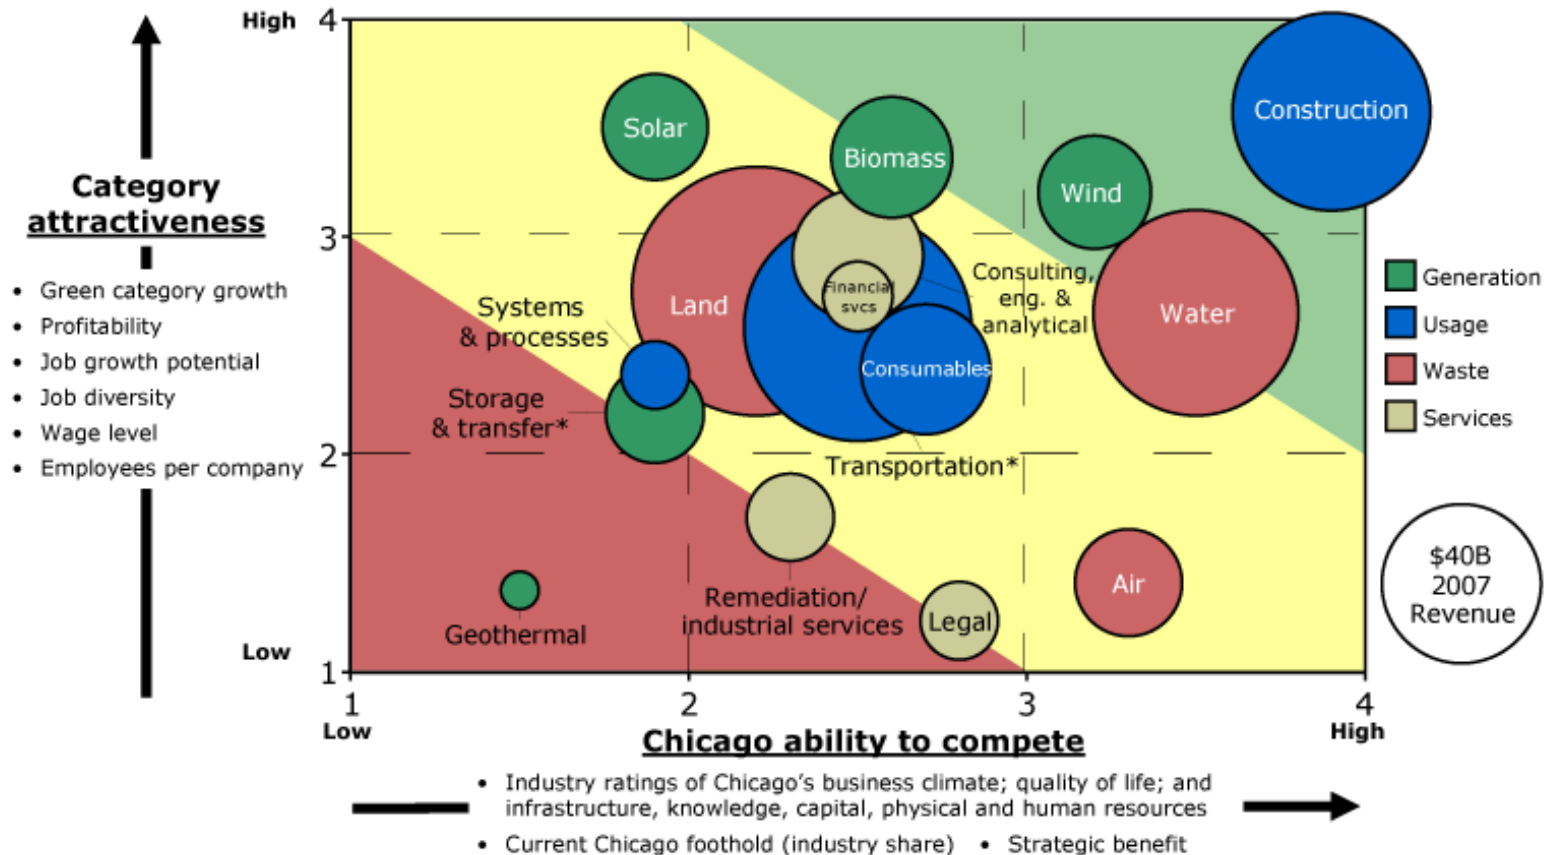 High
4
Category
attractiveness
• Green category growth
• Profitability
• Job growth potential
• Job diversity
• Wage level
• Employees per company
3
2
Low
1
Solar
Biomass
Construction
Wind
Land
Financial
svcs
Consulting,
eng. &
analytical
Water
Systems
& processes
Consumables
Storage
& transfer*
Transportation*
Remediation/
industrial services
Legal
Air
Geothermal
Generation
Usage
Waste
Services
$40B
2007
Revenue
1
2
3
4
Low
High
Chicago ability to compete
• Industry ratings of Chicago's business climate; quality of life; and
infrastructure, knowledge, capital, physical and human resources
• Current Chicago foothold (industry share) • Strategic benefit